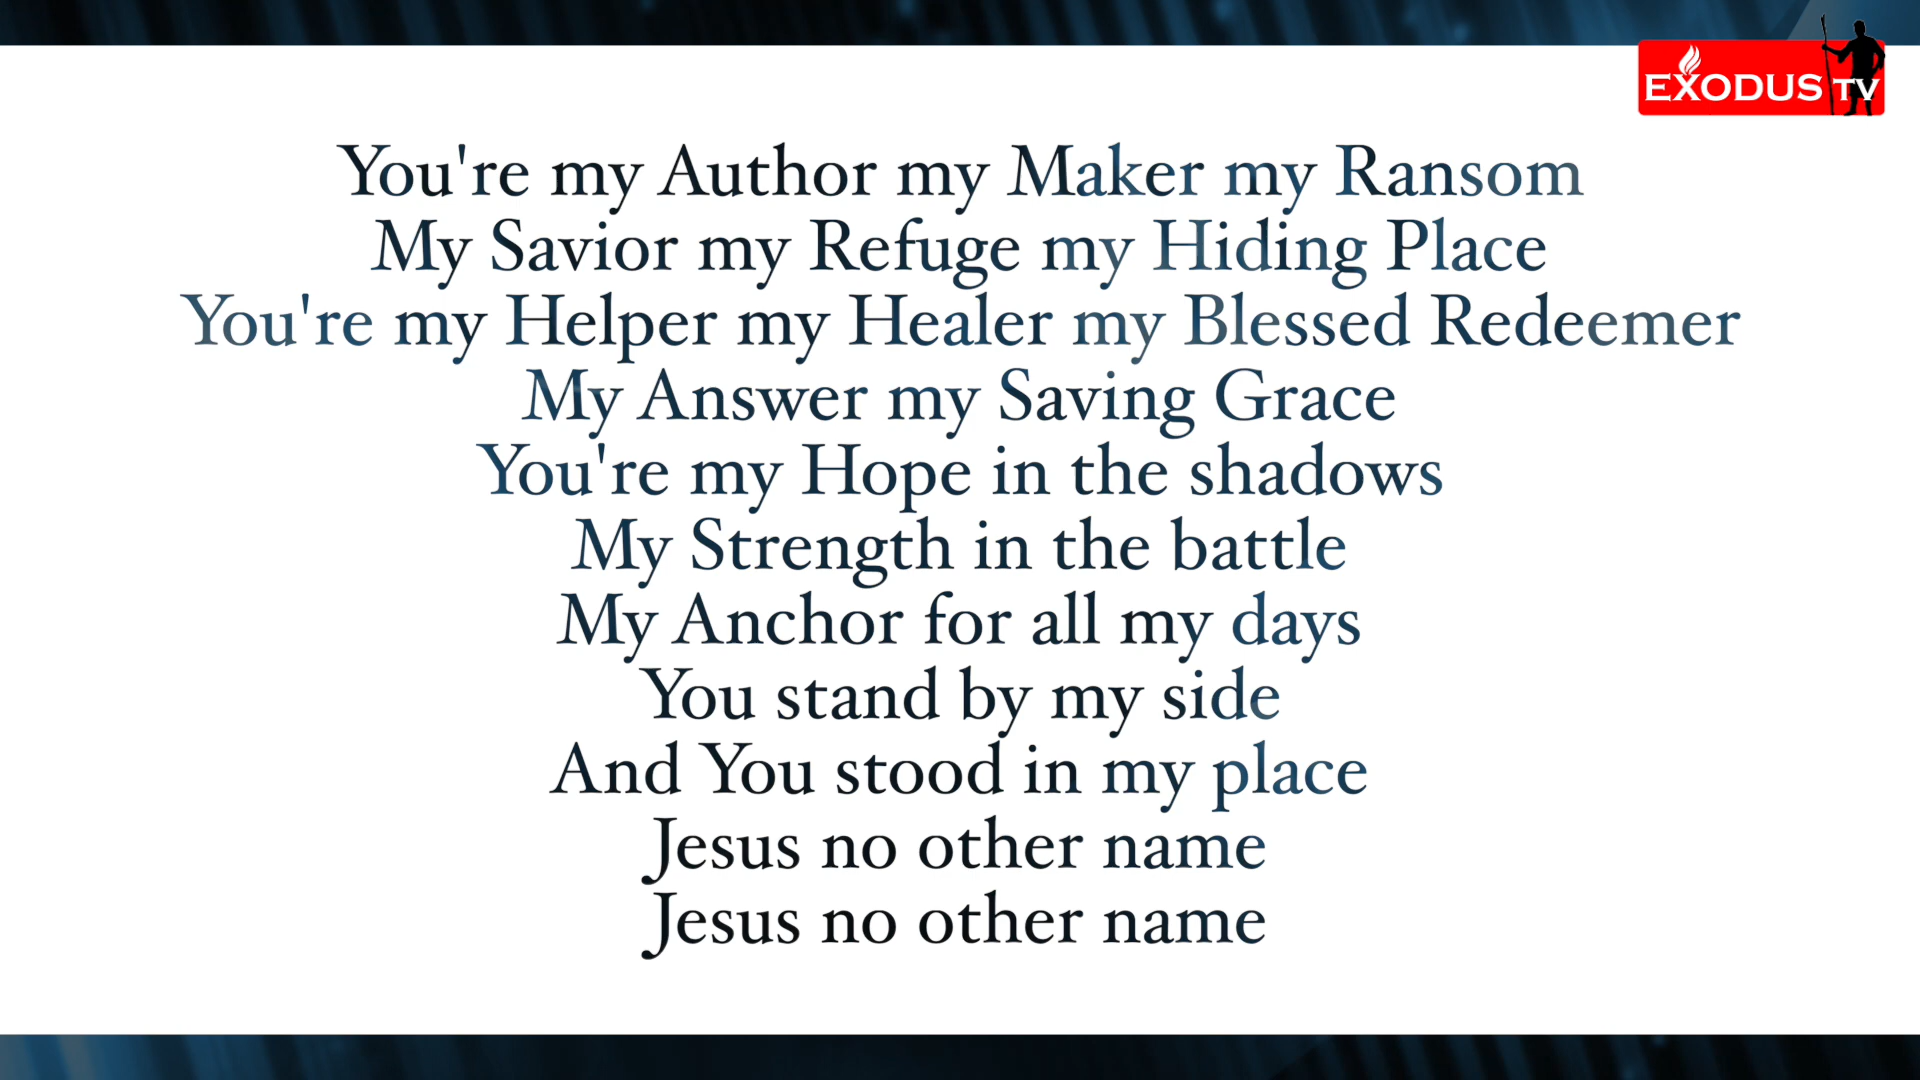 EXODUS TV
You're my Author my Maker my Ransom
My Savior my Refuge my Hiding Place
You're my Helper my Healer my Blessed Redeemer
My Answer my Saving Grace
You're my Hope in the shadows
My Strength in the battle
My Anchor for all my days
You stand by my side
And You stood in my place
Jesus no other name
Jesus no other name